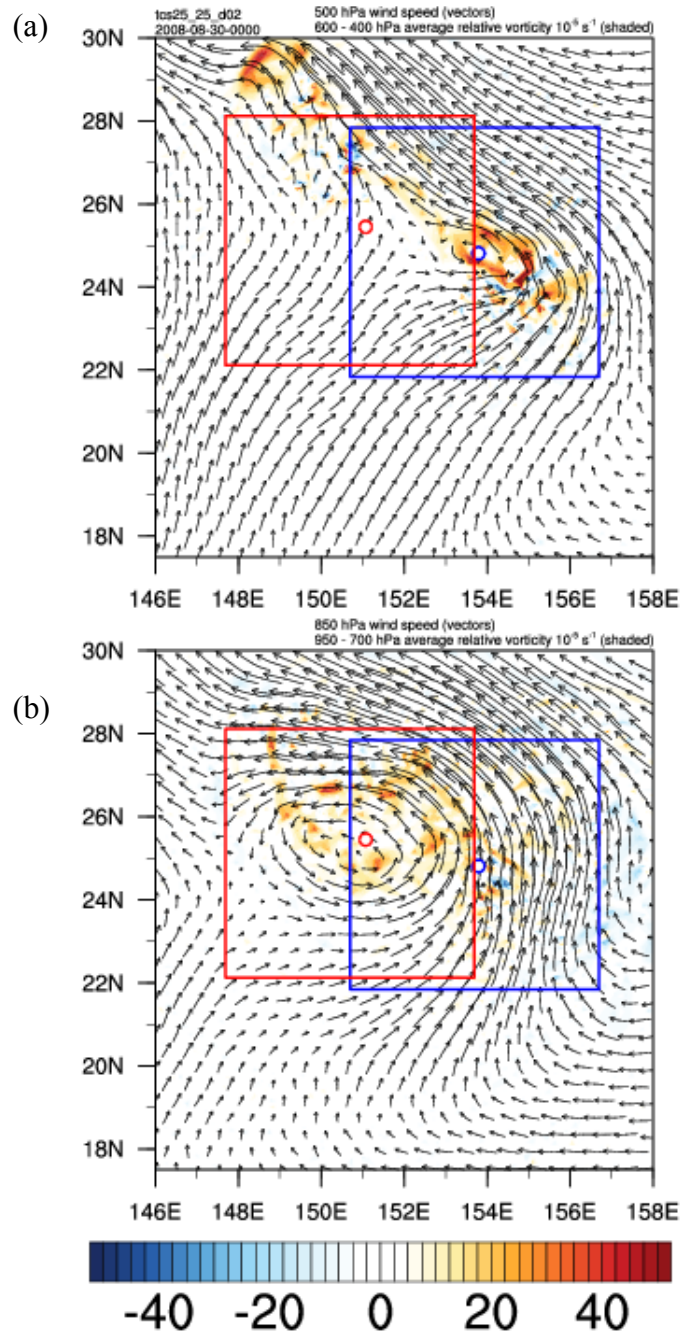 (a)
tcs25_25_d02 500 hPa wind speed (vectors)
2008-08-30-0000 600 - 400 hPa average relative vorticity 10⁻⁵ s⁻¹ (shaded)
30N
28N
26N
24N
22N
20N
18N
146E 148E 150E 152E 154E 156E 158E
850 hPa wind speed (vectors)
950 - 700 hPa average relative vorticity 10⁻⁵ s⁻¹ (shaded)
(b)
30N
28N
26N
24N
22N
20N
18N
146E 148E 150E 152E 154E 156E 158E
-40 -20 0 20 40